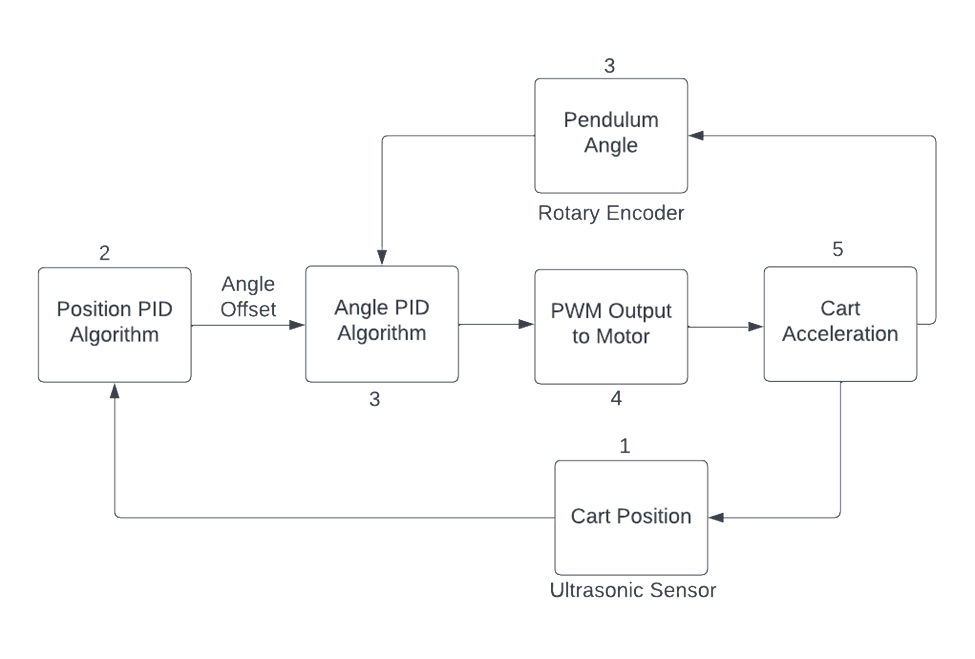 3
Pendulum
Angle
Rotary Encoder
2
Position PID
Algorithm
Angle
Offset
Angle PID
Algorithm
3
PWM Output
to Motor
4
5
Cart
Acceleration
1
Cart Position
Ultrasonic Sensor